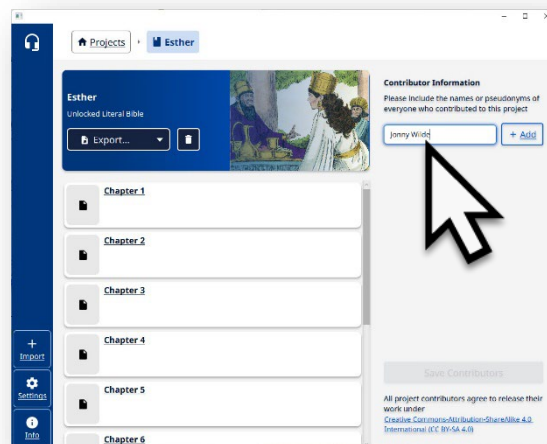 Projects
Esther
Esther
Unlocked Literal Bible
Export...
Chapter 1
Chapter 2
Chapter 3
Chapter 4
Chapter 5
Chapter 6
Import
Settings
Info
Contributor Information
Please include the names or pseudonyms of
everyone who contributed to this project
Jonny Wilde
+ Add
Save Contributors
All project contributors agree to release their
work under
Creative Commons-Attribution-ShareAlike 4.0
International (CC BY-SA 4.0)